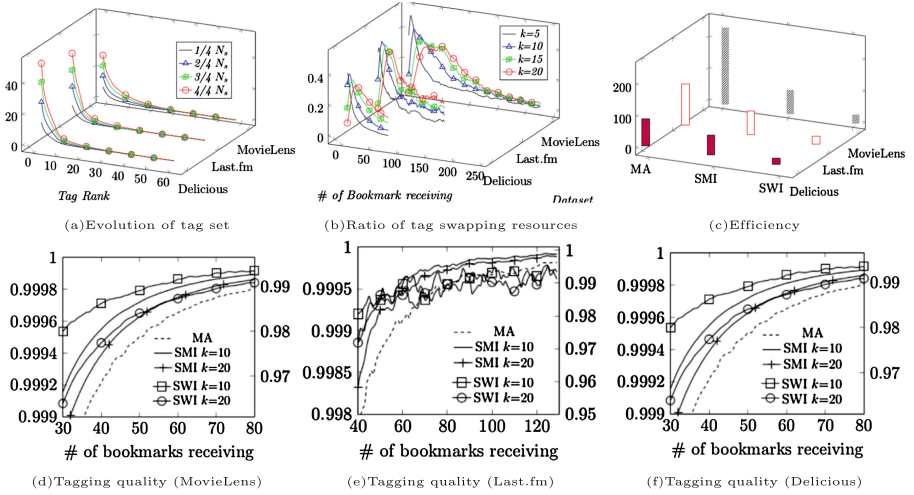 1/4 Ns
2/4 Ns
3/4 Ns
4/4 Ns
40
20
0
0
10
20
30
40
50
60
MovieLens
Last.fm
Delicious
Tag Rank
(a)Evolution of tag set
k=5
k=10
k=15
k=20
0.4
0.2
0
0
50
100
150
200
250
MovieLens
Last.fm
Delicious
# of Bookmark receiving
Dataset
(b)Ratio of tag swapping resources
200
100
0
MA
SMI
SWI
MovieLens
Last.fm
Delicious
(c)Efficiency
1
0.9998
0.9996
0.9994
0.9992
0.999
0.99
0.98
0.97
MA
SMI k=10
SMI k=20
SWI k=10
SWI k=20
30 40 50 60 70 80
# of bookmarks receiving
(d)Tagging quality (MovieLens)
1
0.9995
0.999
0.9985
0.998
1
0.99
0.98
0.97
0.96
0.95
MA
SMI k=10
SMI k=20
SWI k=10
SWI k=20
40 60 80 100 120
# of bookmarks receiving
(e)Tagging quality (Last.fm)
1
0.9998
0.9996
0.9994
0.9992
0.999
0.99
0.98
0.97
MA
SMI k=10
SMI k=20
SWI k=10
SWI k=20
30 40 50 60 70 80
# of bookmarks receiving
(f)Tagging quality (Delicious)